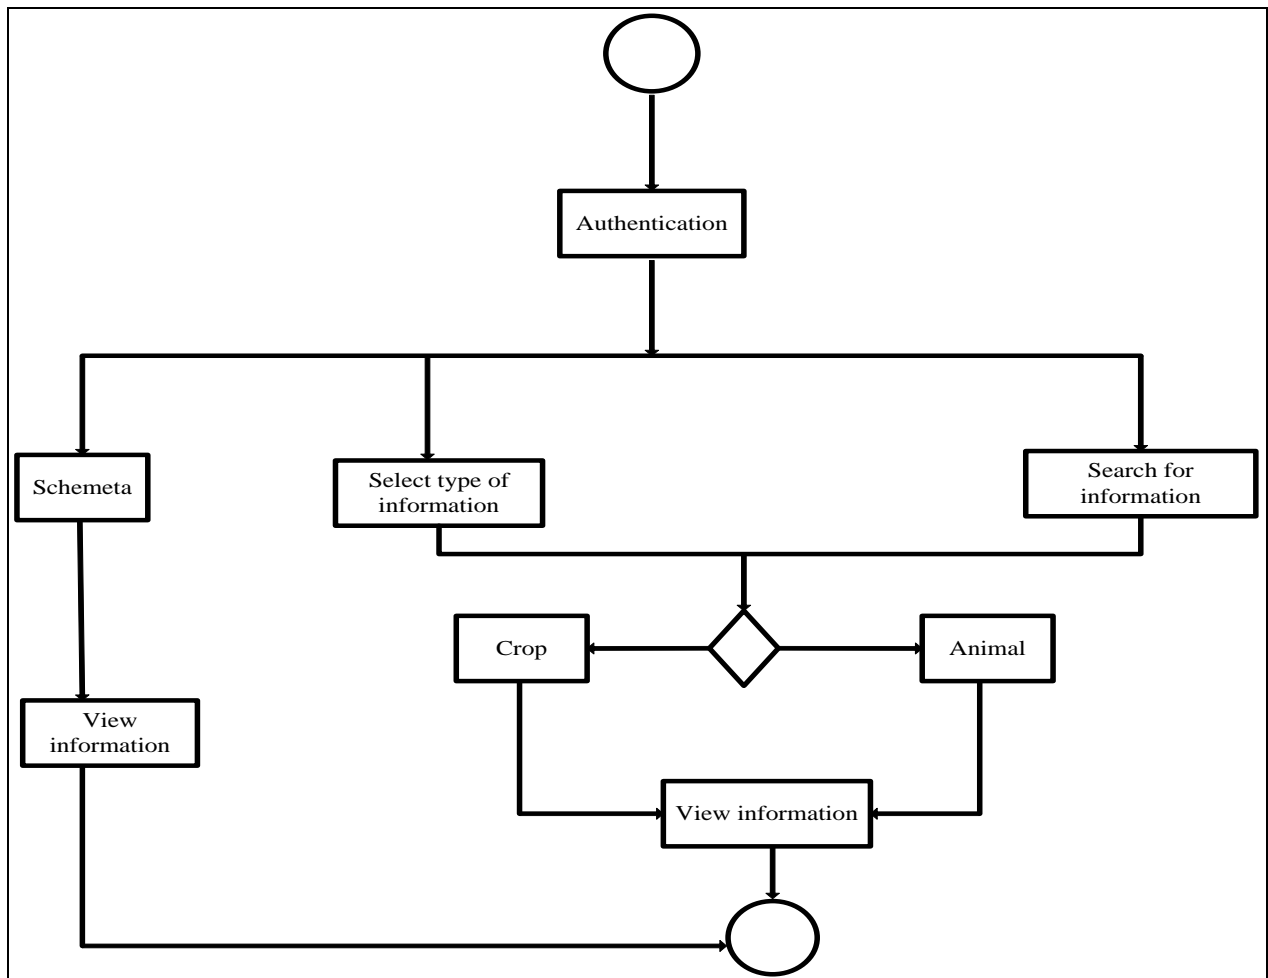 Authentication
Schemeta
Select type of
information
Search for
information
Crop
Animal
View
information
View information